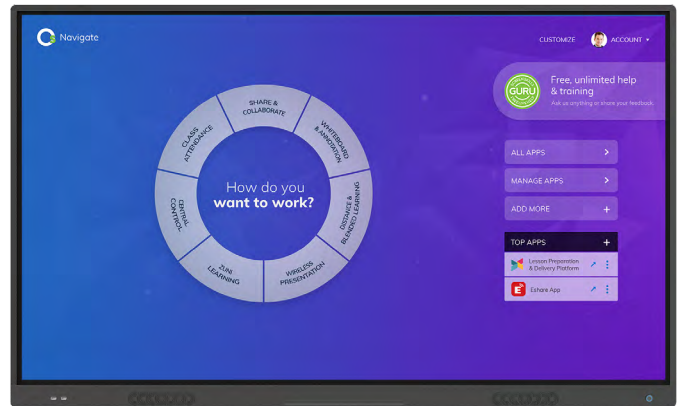 Navigate
CUSTOMIZE
ACCOUNT
GURU
Free, unlimited help
& training
Ask us anything or share your feedback.
SHARE &
COLLABORATE
WHITEBOARD
& ANNOTATION
DISTANCE &
BLENDED LEARNING
WIRELESS
PRESENTATION
ZUNI
LEARNING
CENTRAL
CONTROL
CLASS
ATTENDANCE
How do you
want to work?
ALL APPS
MANAGE APPS
ADD MORE
TOP APPS
Lesson Preparation
& Delivery Platform
E
Eshare App